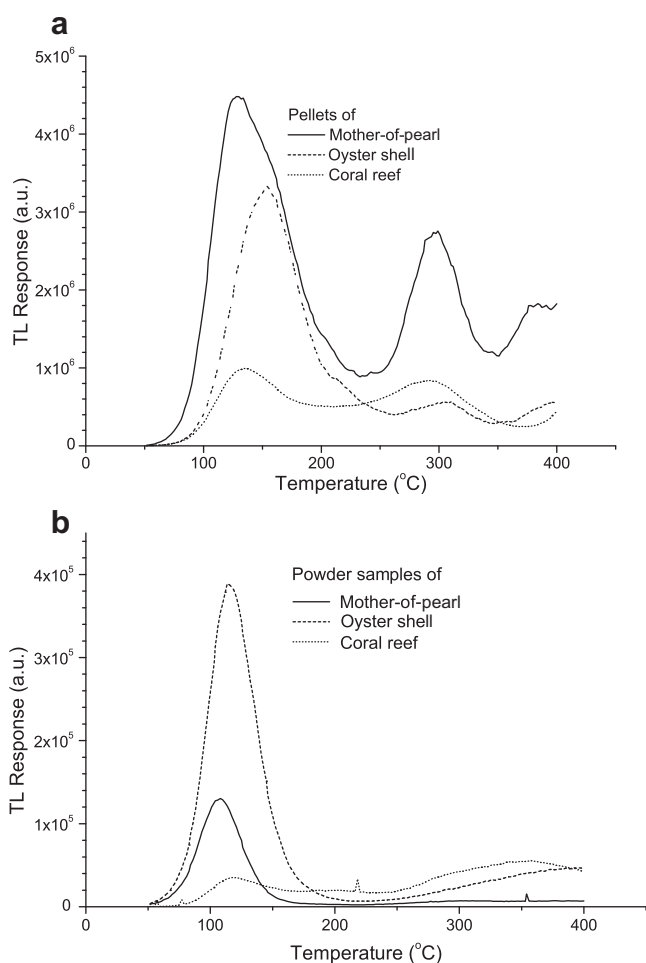 a
5x10⁶
4x10⁶
3x10⁶
2x10⁶
1x10⁶
0
TL Response (a.u.)
Pellets of
Mother-of-pearl
Oyster shell
Coral reef
0 100 200 300 400
Temperature (°C)
b
4x10⁵
3x10⁵
2x10⁵
1x10⁵
0
TL Response (a.u.)
Powder samples of
Mother-of-pearl
Oyster shell
Coral reef
0 100 200 300 400
Temperature (°C)